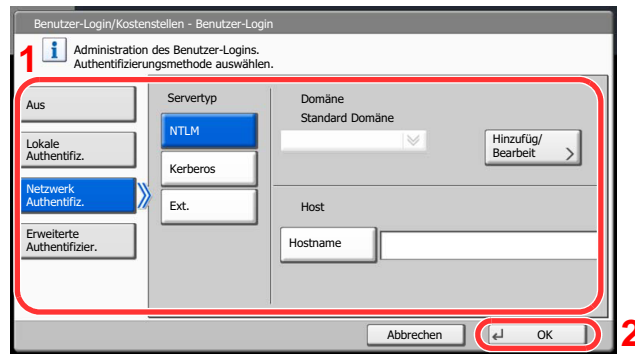 Benutzer-Login/Kostenstellen - Benutzer-Login
1
i
Administration des Benutzer-Logins.
Authentifizierungsmethode auswählen.
Aus
Lokale
Authentifiz.
Netzwerk
Authentifiz.
Erweiterte
Authentifizier.
Servertyp
NTLM
Kerberos
Ext.
Domäne
Standard Domäne
Hinzufüg/
Bearbeit
Host
Hostname
Abbrechen
OK
2